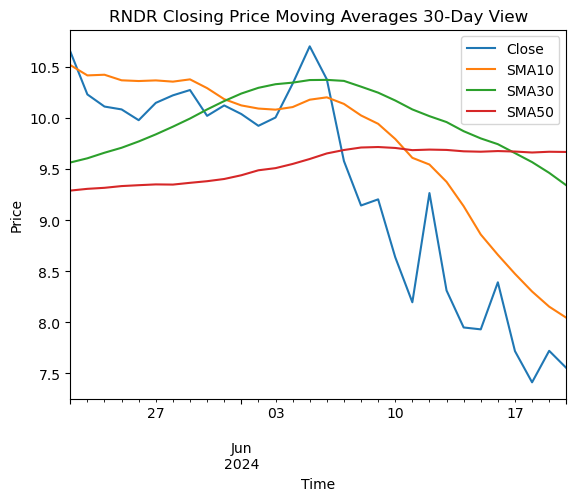 RNDR Closing Price Moving Averages 30-Day View
Close
SMA10
SMA30
SMA50
Price
10.5
10.0
9.5
9.0
8.5
8.0
7.5
27
03
10
17
Jun
2024
Time